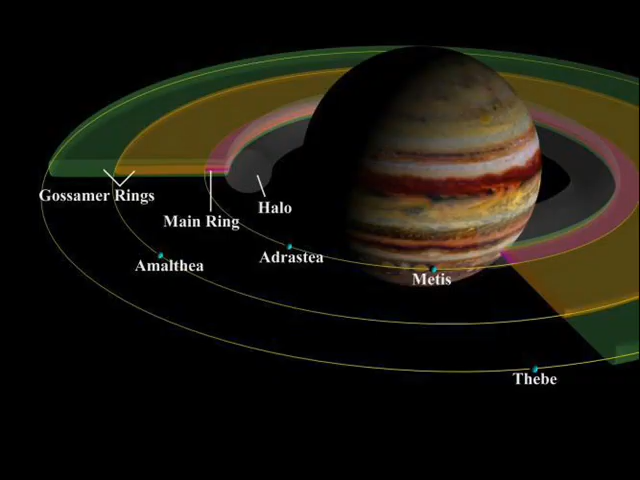 Gossamer Rings
Main Ring
Halo
Amalthea
Adrastea
Metis
Thebe